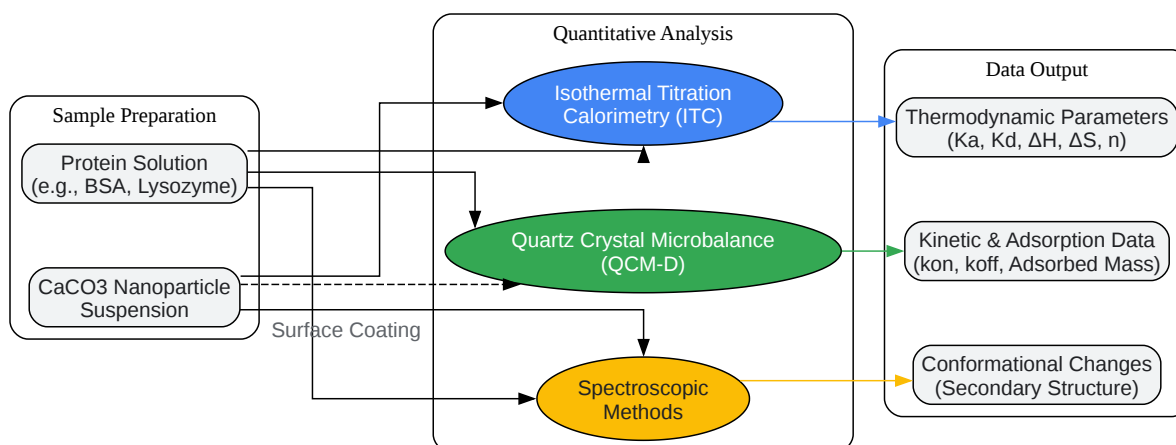 Sample Preparation
Protein Solution
(e.g., BSA, Lysozyme)
CaCO3 Nanoparticle
Suspension
Surface Coating
Quantitative Analysis
Isothermal Titration
Calorimetry (ITC)
Quartz Crystal Microbalance
(QCM-D)
Spectroscopic
Methods
Data Output
Thermodynamic Parameters
(Ka, Kd, ΔH, ΔS, n)
Kinetic & Adsorption Data
(kon, koff, Adsorbed Mass)
Conformational Changes
(Secondary Structure)